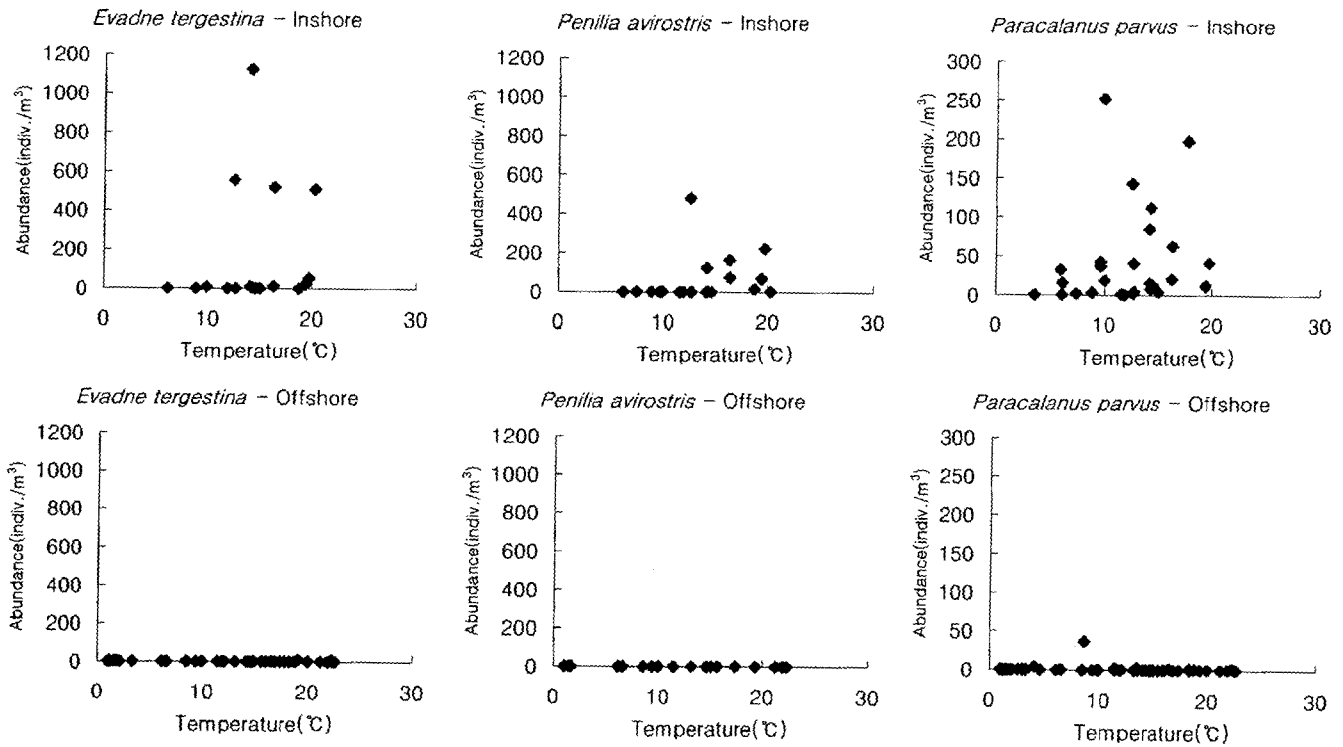 Evadne tergestina – Inshore
Abundance(indiv./m³)
1200
1000
800
600
400
200
0
0 10 20 30
Temperature(℃)
Penilia avirostris – Inshore
Abundance(indiv./m³)
1200
1000
800
600
400
200
0
0 10 20 30
Temperature(℃)
Paracalanus parvus – Inshore
Abundance(indiv./m³)
300
250
200
150
100
50
0
0 10 20 30
Temperature(℃)
Evadne tergestina – Offshore
Abundance(indiv./m³)
1200
1000
800
600
400
200
0
0 10 20 30
Temperature(℃)
Penilia avirostris – Offshore
Abundance(indiv./m³)
1200
1000
800
600
400
200
0
0 10 20 30
Temperature(℃)
Paracalanus parvus – Offshore
Abundance(indiv./m³)
300
250
200
150
100
50
0
0 10 20 30
Temperature(℃)